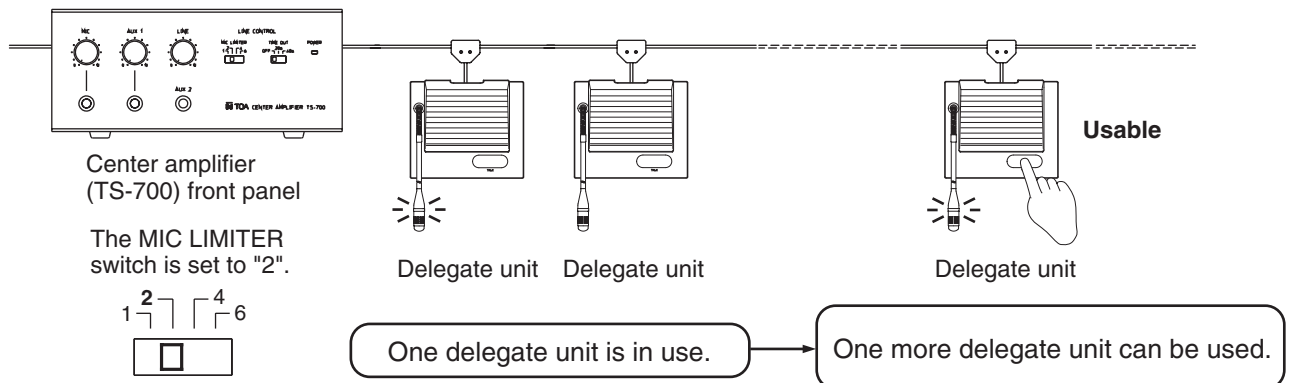 MIC AUX 1 LINE LINE CONTROL
MIC LIMITER TIME OUT POWER
AUX 2
TOA CENTER AMPLIFIER TS-700
Usable
Center amplifier
(TS-700) front panel
The MIC LIMITER
switch is set to "2".
1 2 4 6
Delegate unit Delegate unit Delegate unit
One delegate unit is in use.
One more delegate unit can be used.